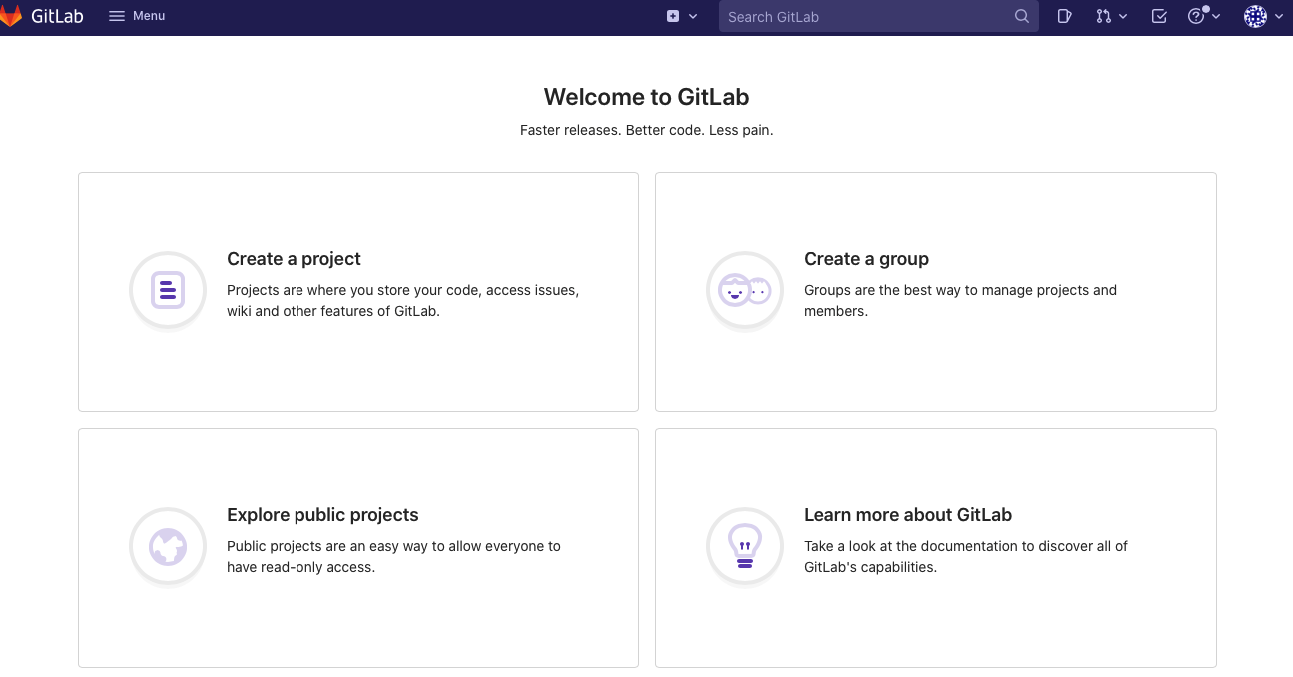 GitLab
Menu
Search GitLab
Welcome to GitLab
Faster releases. Better code. Less pain.
Create a project
Projects are where you store your code, access issues,
wiki and other features of GitLab.
Create a group
Groups are the best way to manage projects and
members.
Explore public projects
Public projects are an easy way to allow everyone to
have read-only access.
Learn more about GitLab
Take a look at the documentation to discover all of
GitLab's capabilities.